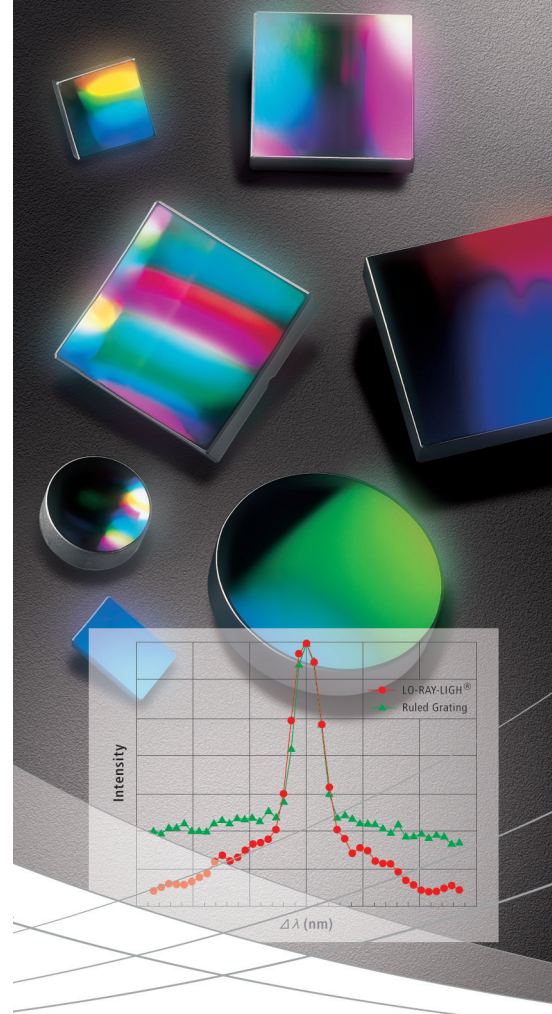 LO-RAY-LIGH®
Ruled Grating
Intensity
Δλ (nm)